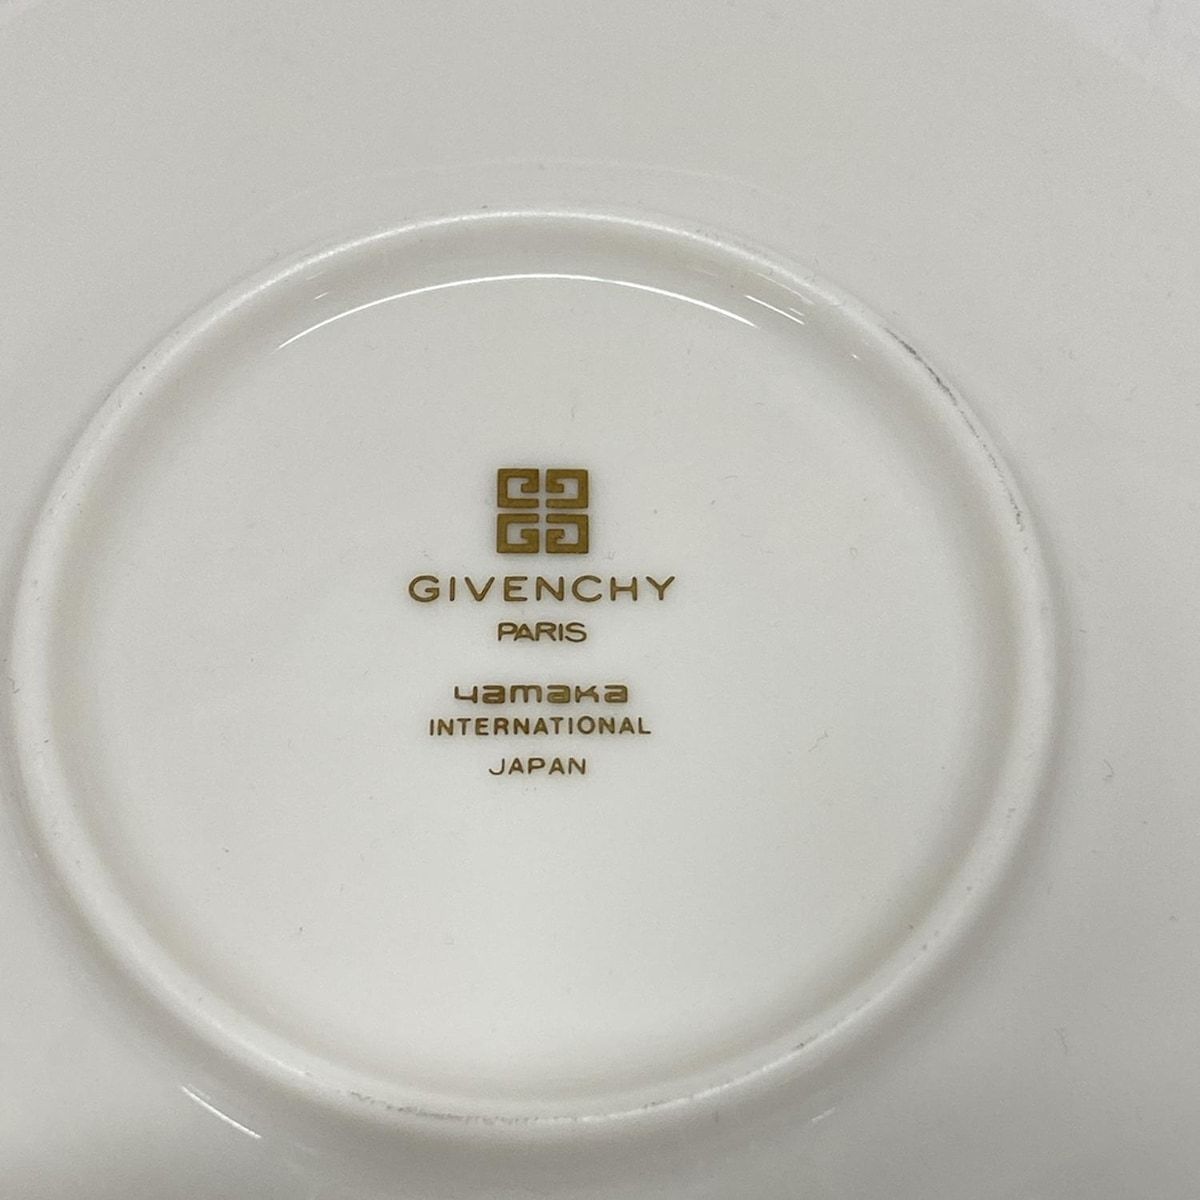 GIVENCHY
PARIS
yamaka
INTERNATIONAL
JAPAN